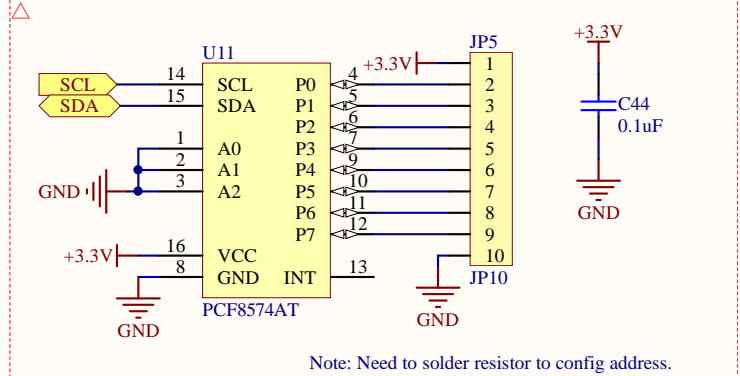 +3.3V
JP5
+3.3V
U11
1
SCL 14 SCL P0 4 2
SDA 15 SDA P1 5 3
P2 6 4
1 A0 P3 7 5
2 A1 P4 9 6
GND 3 A2 P5 10 7
P6 11 8
P7 12 9
+3.3V 16 VCC 10
8 GND INT 13
JP10
C44
0.1uF
GND
PCF8574AT
GND
GND
Note: Need to solder resistor to config address.